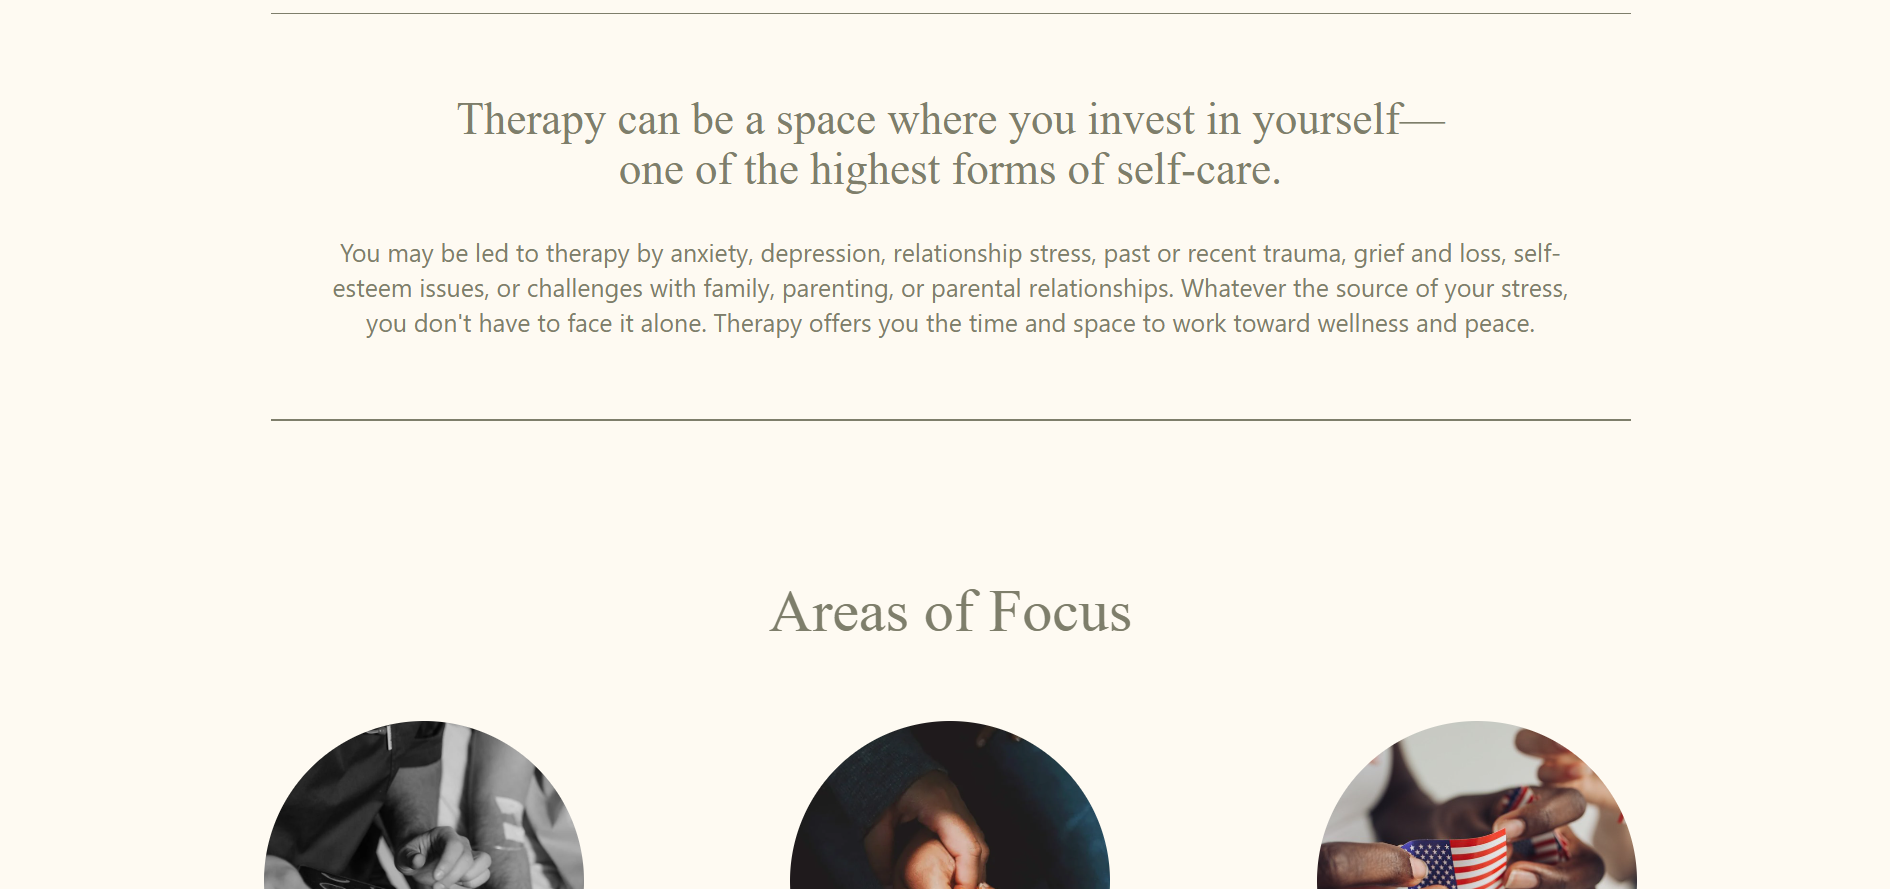 Therapy can be a space where you invest in yourself—
one of the highest forms of self-care.
You may be led to therapy by anxiety, depression, relationship stress, past or recent trauma, grief and loss, self-
esteem issues, or challenges with family, parenting, or parental relationships. Whatever the source of your stress,
you don't have to face it alone. Therapy offers you the time and space to work toward wellness and peace.
Areas of Focus